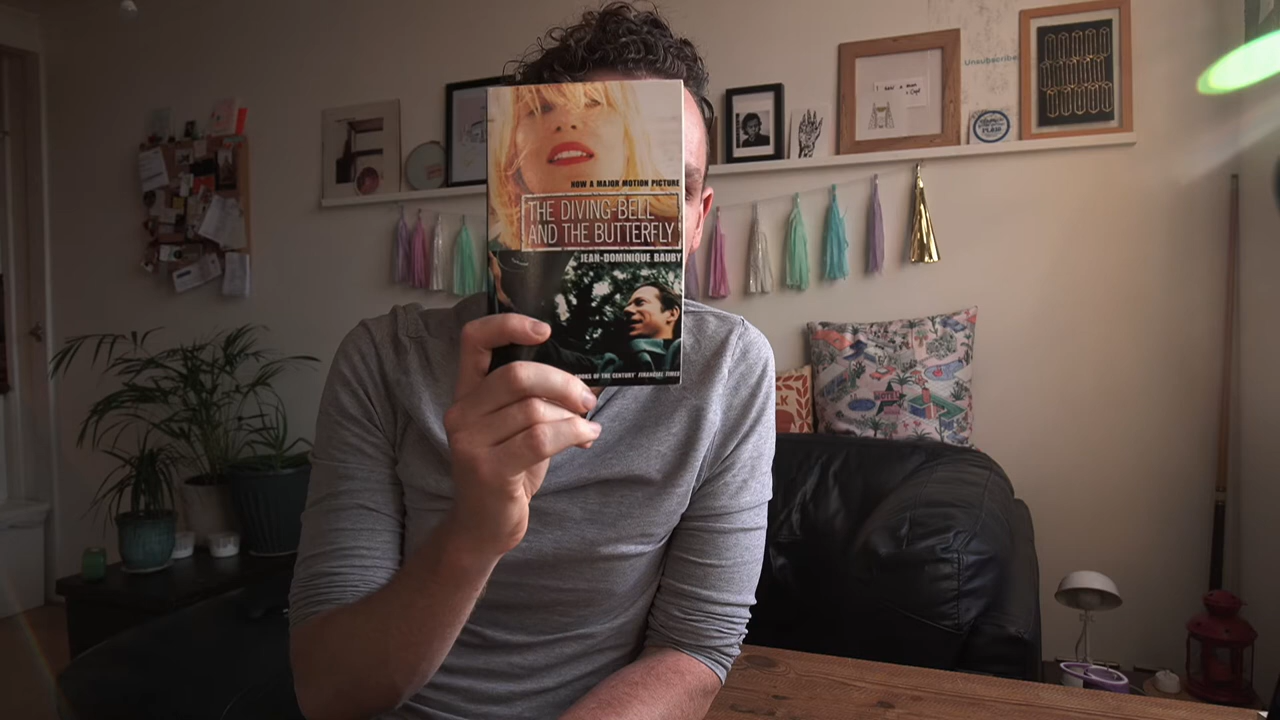 Unsubscribe
NOW A MAJOR MOTION PICTURE
THE DIVING-BELL
AND THE BUTTERFLY
JEAN-DOMINIQUE BAUBY
BOOKS OF THE CENTURY' FINANCIAL TIMES
HOTEL